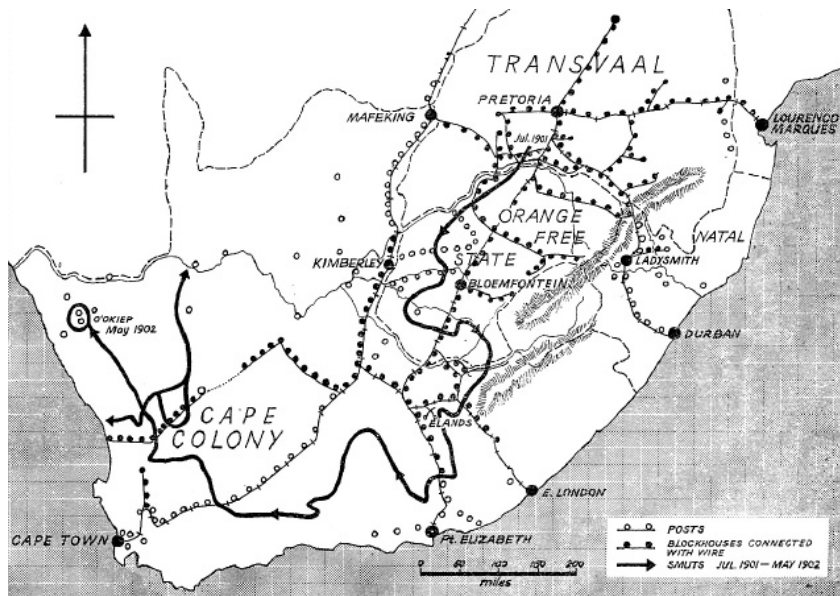 TRANSVAAL
PRETORIA
MAFEKING
LOURENCO
MARQUES
Jul. 1901
ORANGE
FREE
STATE
NATAL
KIMBERLEY
LADYSMITH
BLOEMFONTEIN
O'OKIEP
May 1902
DURBAN
CAPE
COLONY
ELANDS
E. LONDON
CAPE TOWN
Pt. ELIZABETH
0 50 100 150 200
miles
POSTS
BLOCKHOUSES CONNECTED
WITH WIRE
SMUTS JUL. 1901 — MAY 1902